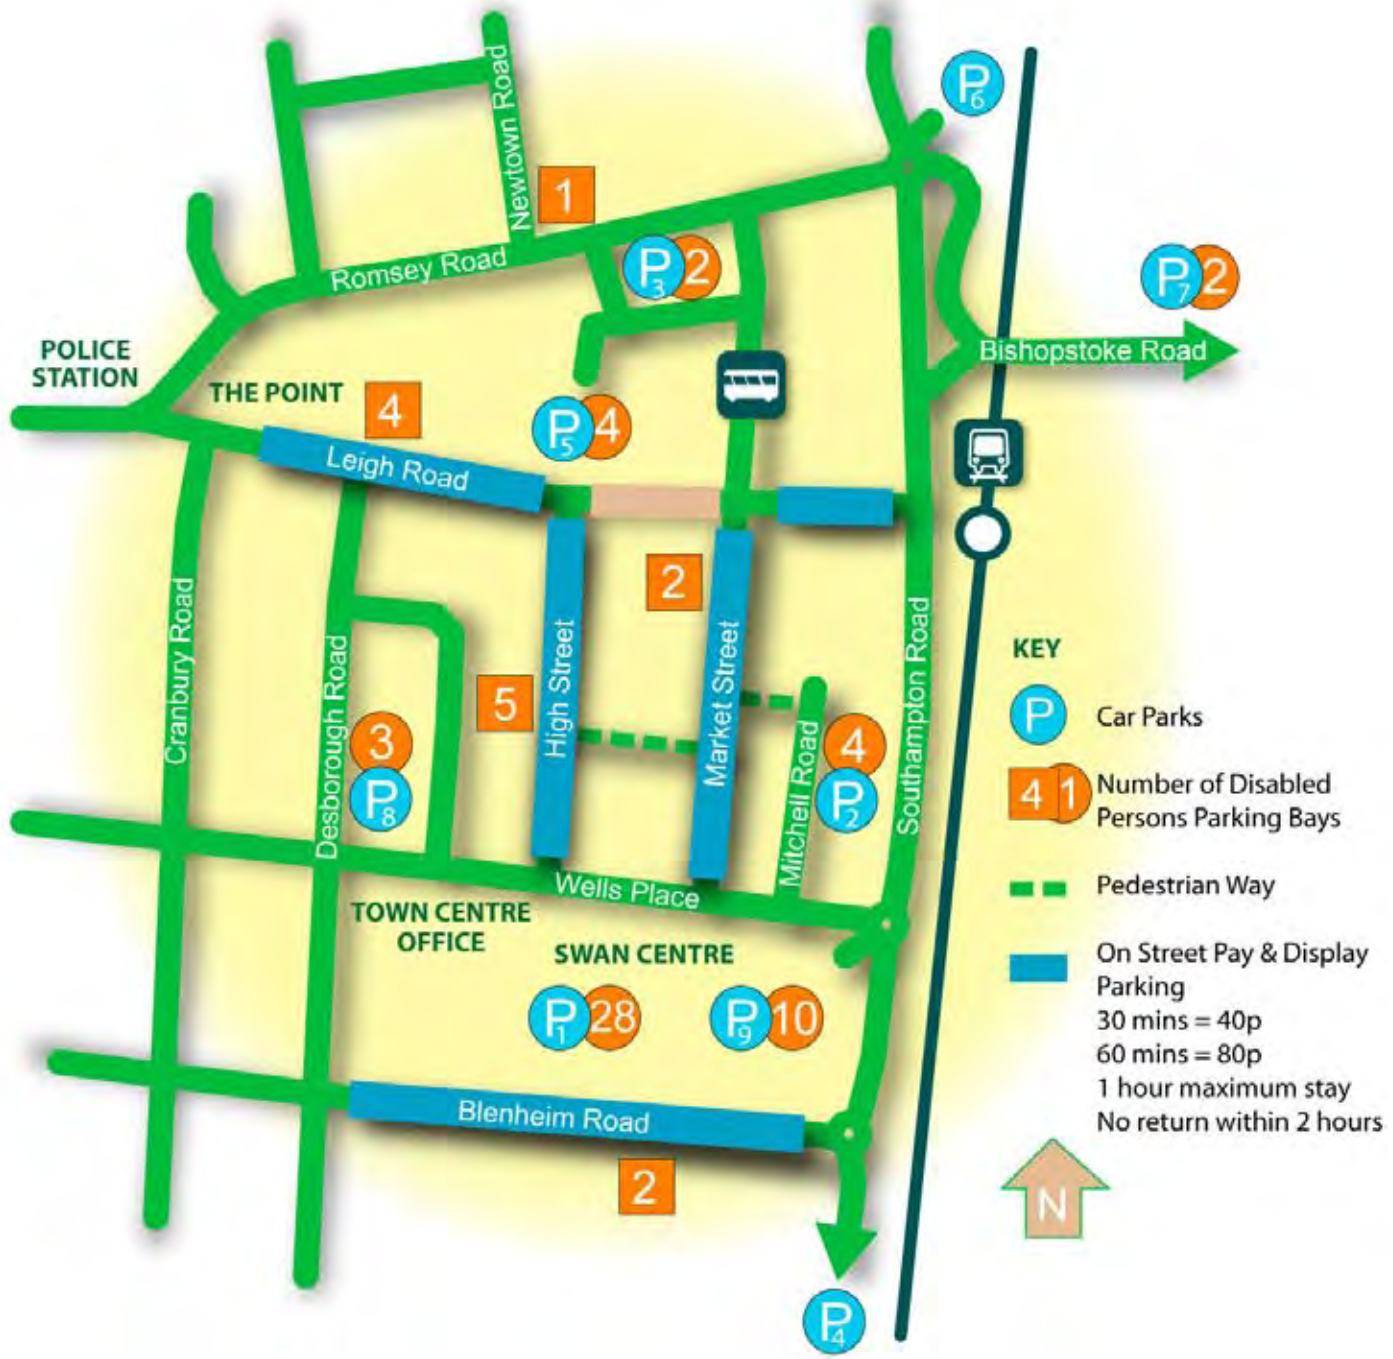 Newtown Road
P6
1
Romsey Road
P3 2
P7 2
POLICE
STATION
THE POINT
Bishopstoke Road
4
P5 4
Leigh Road
2
Cranbury Road
Desborough Road
5
High Street
Market Street
Southampton Road
3
P8
Mitchell Road
4
P2
Wells Place
TOWN CENTRE
OFFICE
SWAN CENTRE
P1 28
P9 10
Blenheim Road
2
P4
KEY
P
Car Parks
4 1
Number of Disabled
Persons Parking Bays
Pedestrian Way
On Street Pay & Display
Parking
30 mins = 40p
60 mins = 80p
1 hour maximum stay
No return within 2 hours
N